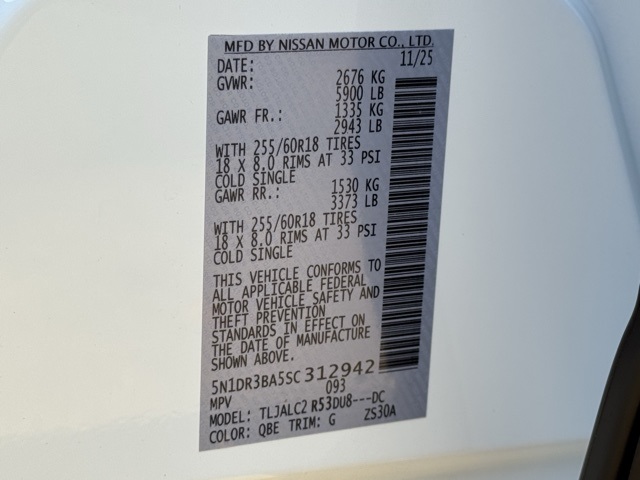 MFD BY NISSAN MOTOR CO., LTD.
DATE: 11/25
GVWR: 2676 KG
5900 LB
GAWR FR.: 1335 KG
2943 LB
WITH 255/60R18 TIRES
18 X 8.0 RIMS AT 33 PSI
COLD SINGLE
GAWR RR.: 1530 KG
3373 LB
WITH 255/60R18 TIRES
18 X 8.0 RIMS AT 33 PSI
COLD SINGLE
THIS VEHICLE CONFORMS TO
ALL APPLICABLE FEDERAL
MOTOR VEHICLE SAFETY AND
THEFT PREVENTION
STANDARDS IN EFFECT ON
THE DATE OF MANUFACTURE
SHOWN ABOVE.
5N1DR3BA5SC312942
MPV 093
MODEL: TLJALC2 R53DU8---DC
COLOR: QBE TRIM: G ZS30A